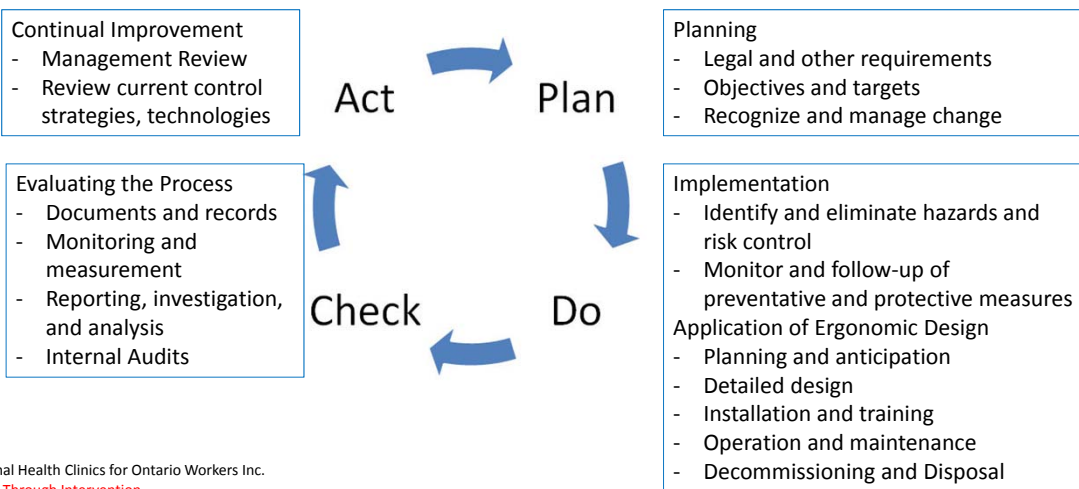 Continual Improvement
- Management Review
- Review current control
strategies, technologies
Act
Plan
Planning
- Legal and other requirements
- Objectives and targets
- Recognize and manage change
Evaluating the Process
- Documents and records
- Monitoring and
measurement
- Reporting, investigation,
and analysis
- Internal Audits
Check
Do
Implementation
- Identify and eliminate hazards and
risk control
- Monitor and follow-up of
preventative and protective measures
Application of Ergonomic Design
- Planning and anticipation
- Detailed design
- Installation and training
- Operation and maintenance
- Decommissioning and Disposal
Health Clinics for Ontario Workers Inc.
Through Intervention